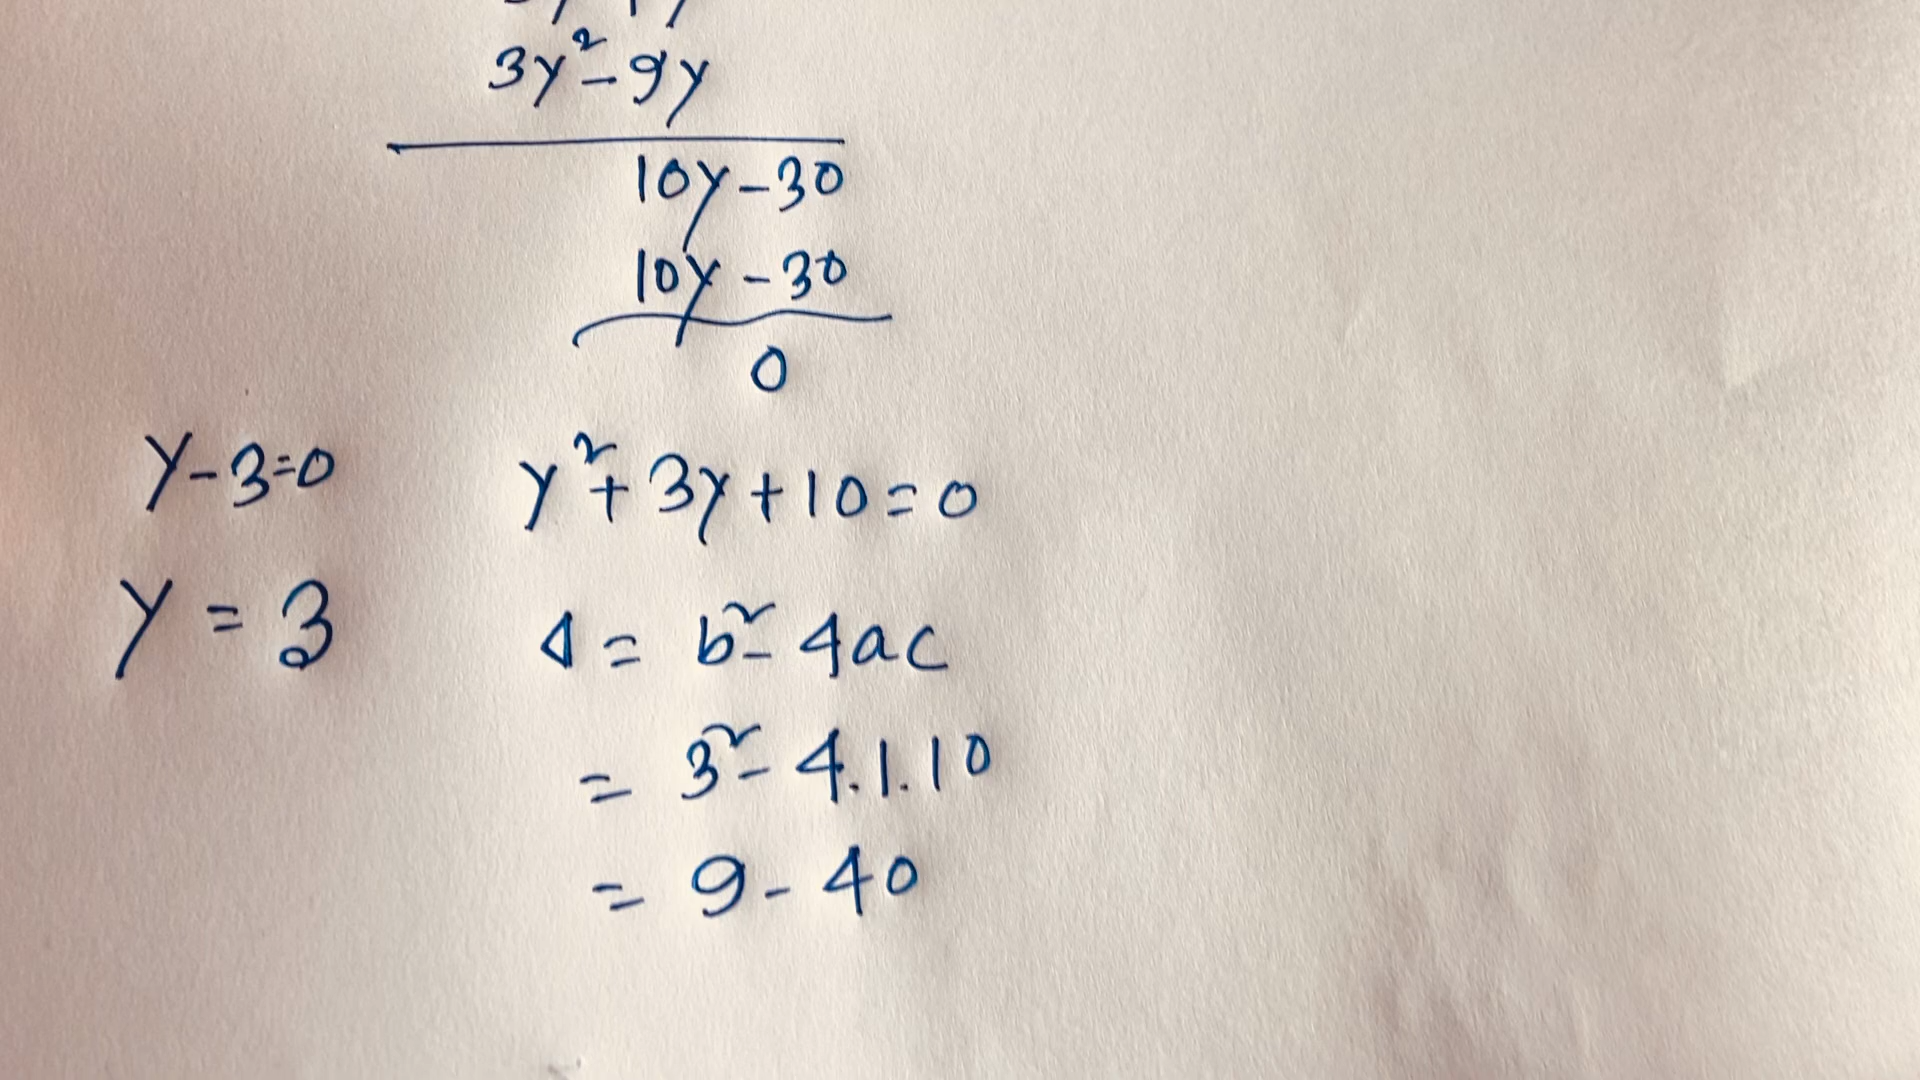 3y²-9y
10y-30
10y-30
0
y-3=0
y²+3y+10=0
y=3
Δ=b²-4ac
=3²-4.1.10
=9-40